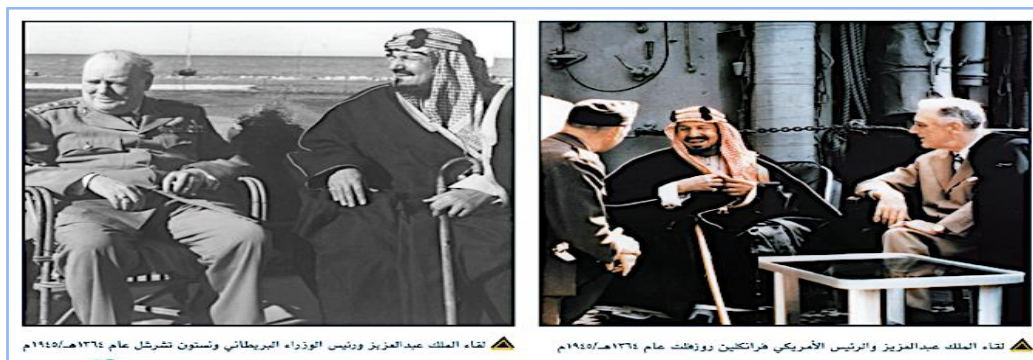 لقاء الملك عبدالعزيز والرئيس الأمريكي فرانكلين روزفلت عام ١٣٦٤هـ/١٩٤٥م
لقاء الملك عبدالعزيز ورئيس الوزراء البريطاني ونستون تشرشل عام ١٣٦٤هـ/١٩٤٥م